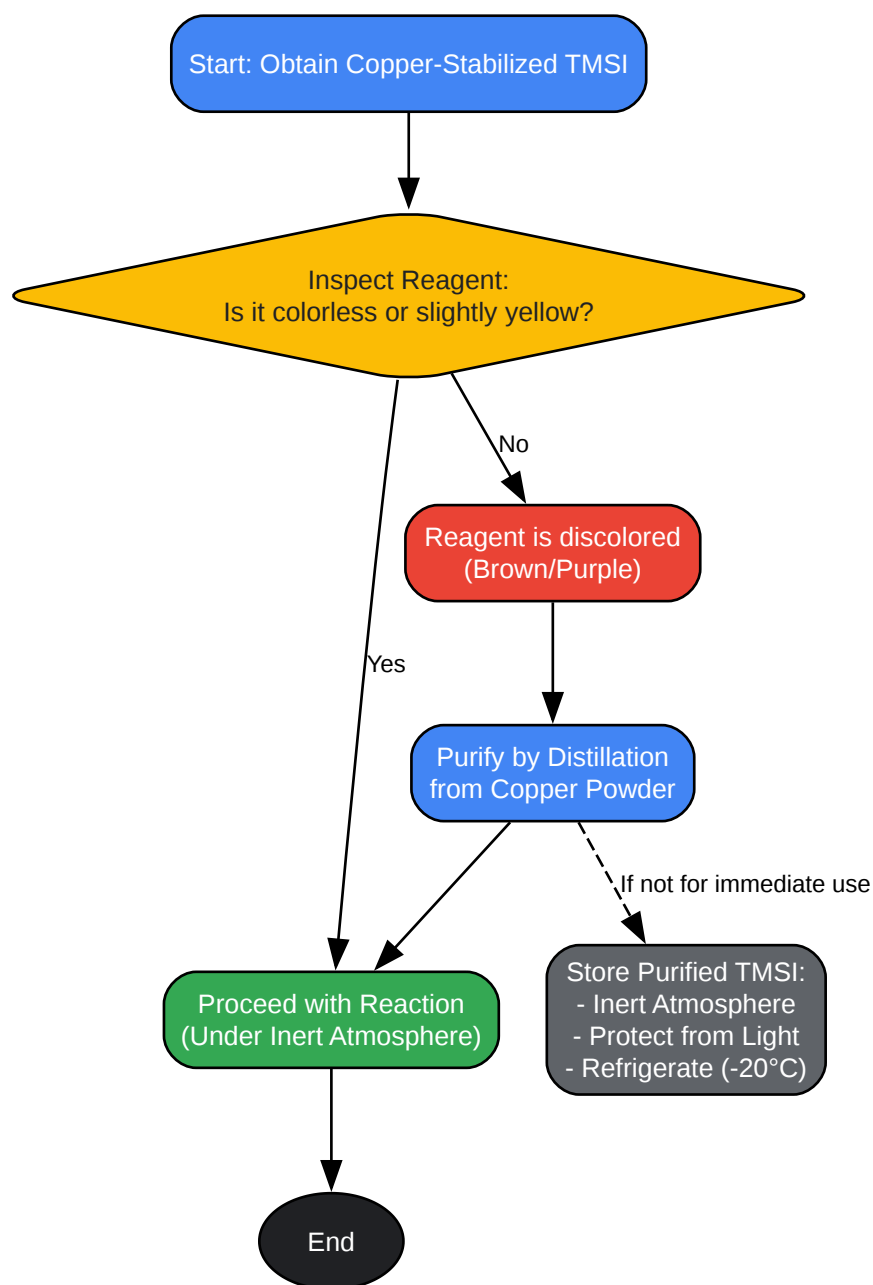 Start: Obtain Copper-Stabilized TMSI
Inspect Reagent:
Is it colorless or slightly yellow?
No
Reagent is discolored
(Brown/Purple)
Yes
Purify by Distillation
from Copper Powder
If not for immediate use
Proceed with Reaction
(Under Inert Atmosphere)
Store Purified TMSI:
- Inert Atmosphere
- Protect from Light
- Refrigerate (-20°C)
End